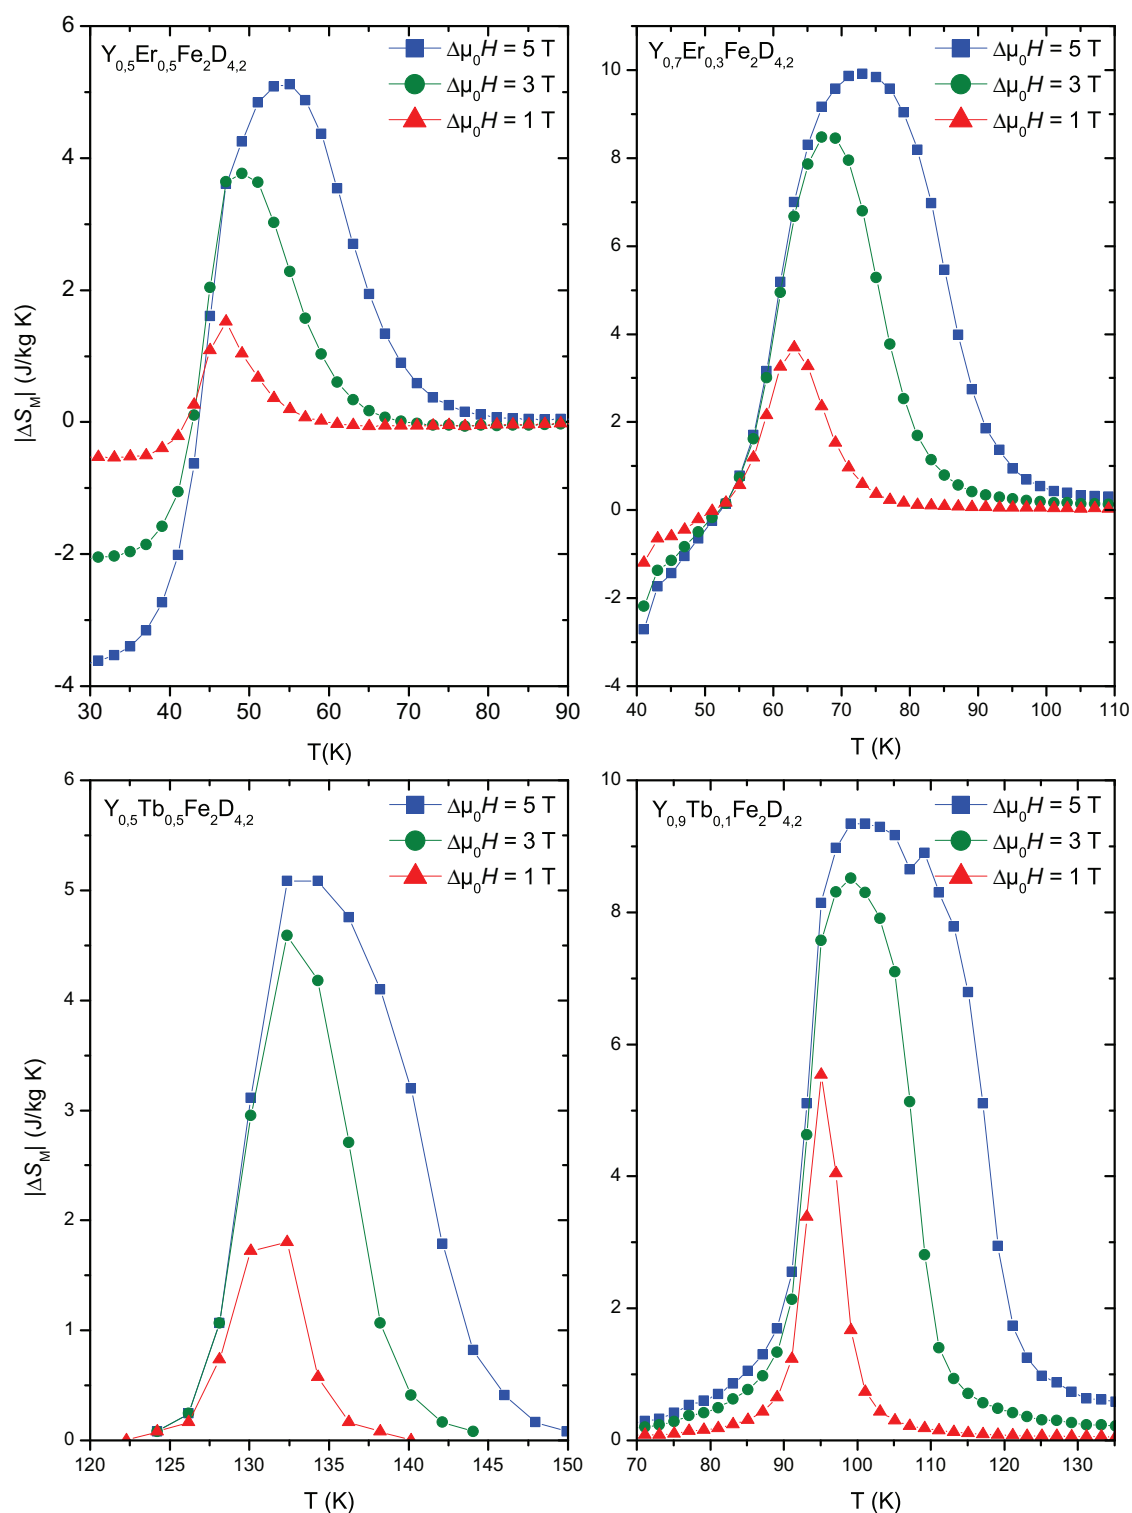 Y0,5Er0,5Fe2D4,2
Δμ0H = 5 T
Δμ0H = 3 T
Δμ0H = 1 T
6
4
2
0
-2
-4
|ΔSM| (J/kg K)
30 40 50 60 70 80 90
T(K)
Y0,7Er0,3Fe2D4,2
Δμ0H = 5 T
Δμ0H = 3 T
Δμ0H = 1 T
10
8
6
4
2
0
-2
-4
40 50 60 70 80 90 100 110
T (K)
Y0,5Tb0,5Fe2D4,2
Δμ0H = 5 T
Δμ0H = 3 T
Δμ0H = 1 T
6
5
4
3
2
1
0
|ΔSM| (J/kg K)
120 125 130 135 140 145 150
T (K)
Y0,9Tb0,1Fe2D4,2
Δμ0H = 5 T
Δμ0H = 3 T
Δμ0H = 1 T
10
8
6
4
2
0
70 80 90 100 110 120 130
T (K)